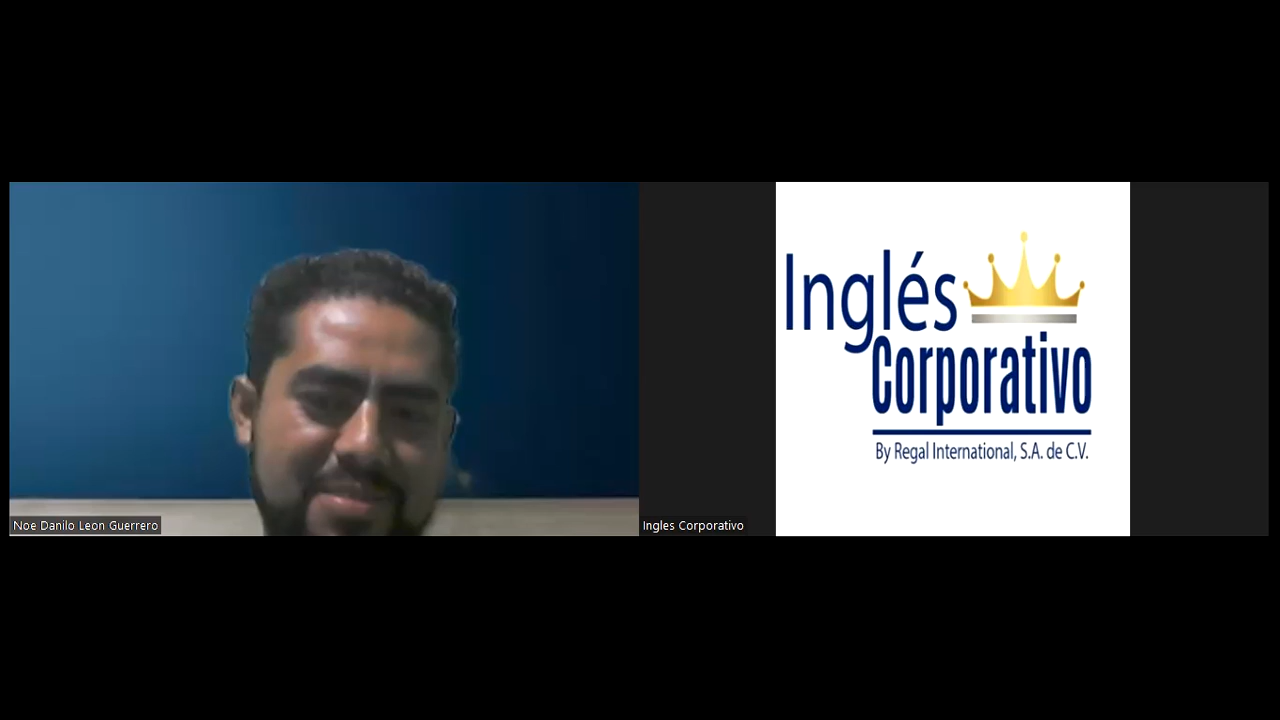 Inglés
Corporativo
By Regal International, S.A. de C.V.
Noe Danilo Leon Guerrero
Ingles Corporativo